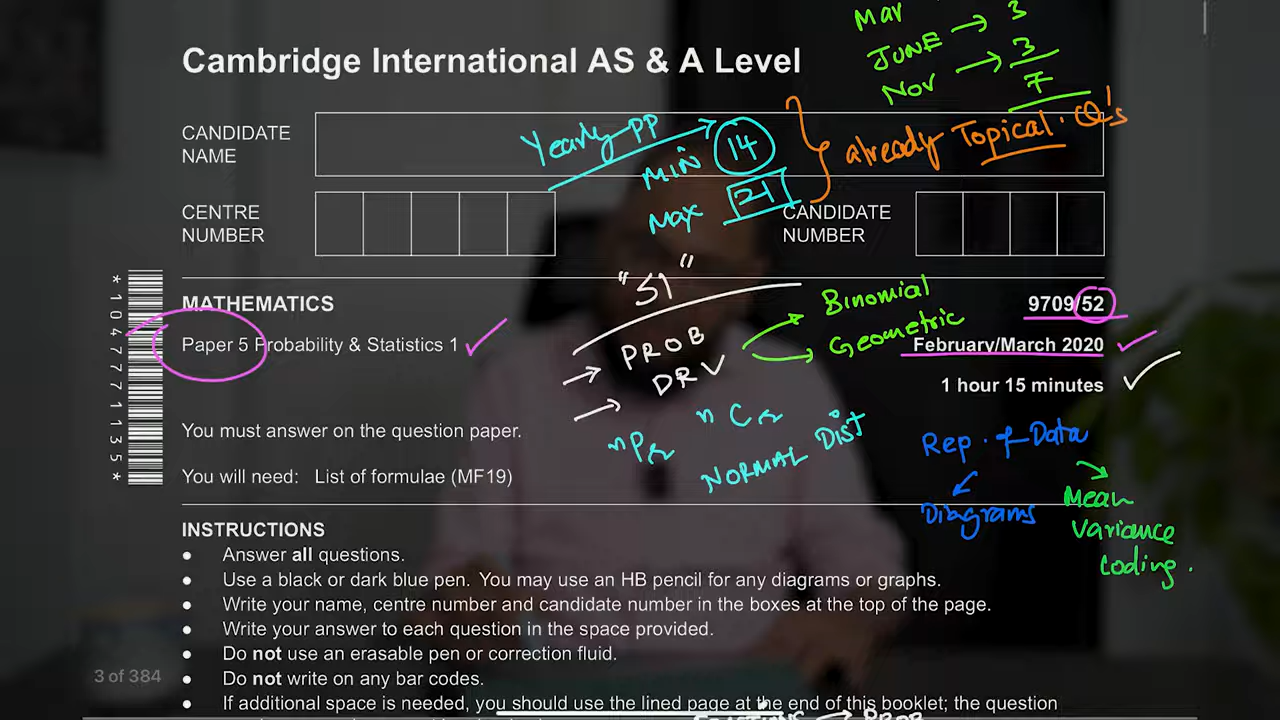 Mar 3
JUNE → 3
Nov → 3
7
Cambridge International AS & A Level
CANDIDATE NAME
Yearly PP
MIN 14
Max 21
already Topical. Q's
CENTRE NUMBER
CANDIDATE NUMBER
"S1"
MATHEMATICS
9709/52
Paper 5 Probability & Statistics 1
February/March 2020
1 hour 15 minutes
→ PROB
→ DRV
Binomial
Geometric
nPr
nCr
NORMAL DIST
Rep. of Data
Diagrams
Mean
Variance
Coding.
You must answer on the question paper.
You will need: List of formulae (MF19)
INSTRUCTIONS
● Answer all questions.
● Use a black or dark blue pen. You may use an HB pencil for any diagrams or graphs.
● Write your name, centre number and candidate number in the boxes at the top of the page.
● Write your answer to each question in the space provided.
● Do not use an erasable pen or correction fluid.
● Do not write on any bar codes.
● If additional space is needed, you should use the lined page at the end of this booklet; the question
3 of 384
*1047771135*